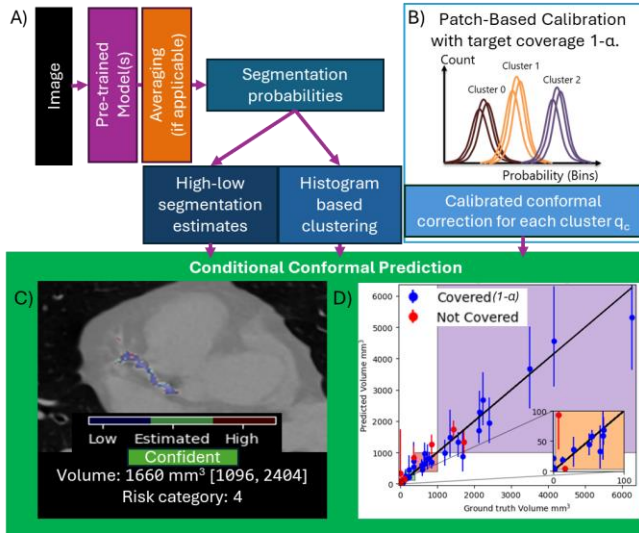 A)
Image
Pre-trained
Model(s)
Averaging
(if applicable)
Segmentation
probabilities
High-low
segmentation
estimates
Histogram
based
clustering
B)
Patch-Based Calibration
with target coverage 1-α.
Count
Cluster 0
Cluster 1
Cluster 2
Probability (Bins)
Calibrated conformal
correction for each cluster qc
Conditional Conformal Prediction
C)
Low
Estimated
High
Confident
Volume: 1660 mm³ [1096, 2404]
Risk category: 4
D)
Covered(1-α)
Not Covered
Predicted Volume mm³
6000
5000
4000
3000
2000
1000
0
100
50
0
0
100
0
1000
2000
3000
4000
5000
6000
Ground truth Volume mm³